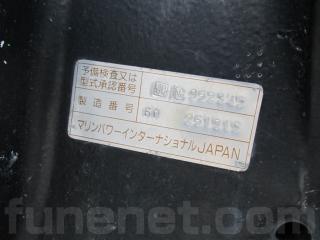 予備検査又は
型式承認番号
製造番号 60 251216
マリンパワーインターナショナルJAPAN
funenet.com